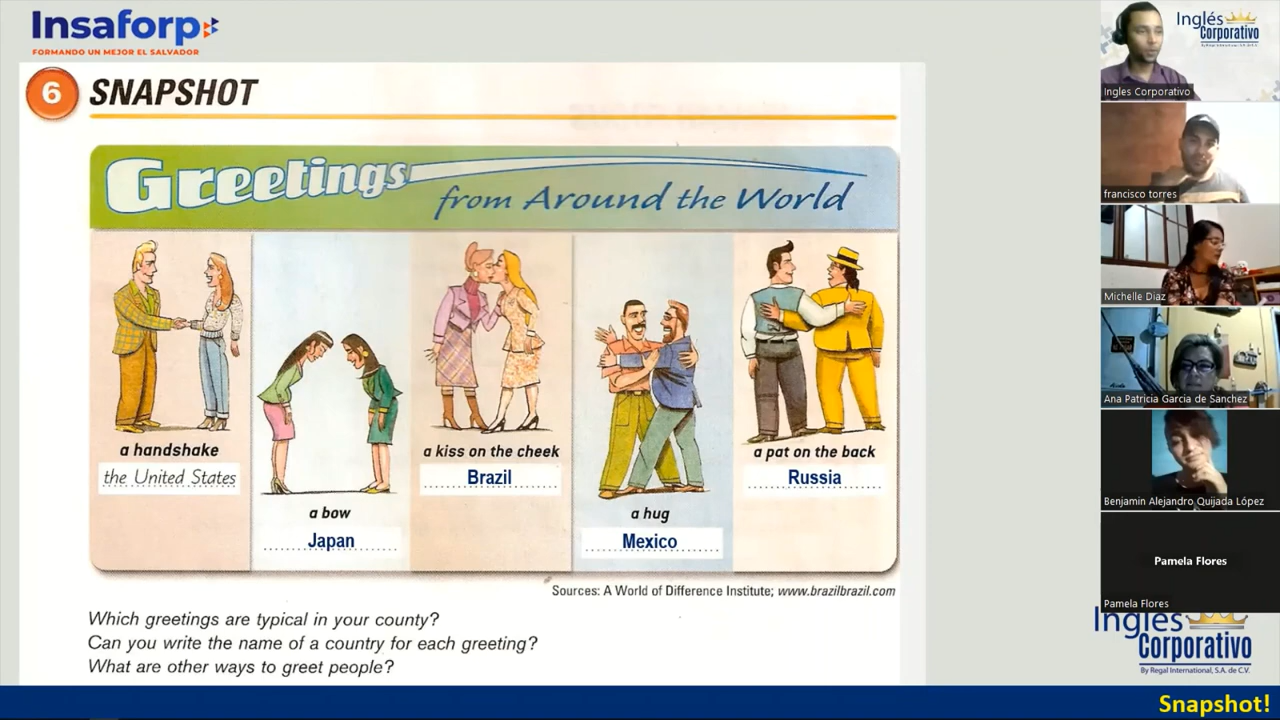 Insaforp
FORMANDO UN MEJOR EL SALVADOR
6 SNAPSHOT
Greetings
from Around the World
a handshake
the United States
a bow
Japan
a kiss on the cheek
Brazil
a hug
Mexico
a pat on the back
Russia
Sources: A World of Difference Institute; www.brazilbrazil.com
Which greetings are typical in your county?
Can you write the name of a country for each greeting?
What are other ways to greet people?
Inglés
Corporativo
Ingles Corporativo
francisco torres
Michelle Diaz
Ana Patricia Garcia de Sanchez
Benjamin Alejandro Quijada López
Pamela Flores
Pamela Flores
Inglés
Corporativo
By Regal International, S.A. de C.V.
Snapshot!